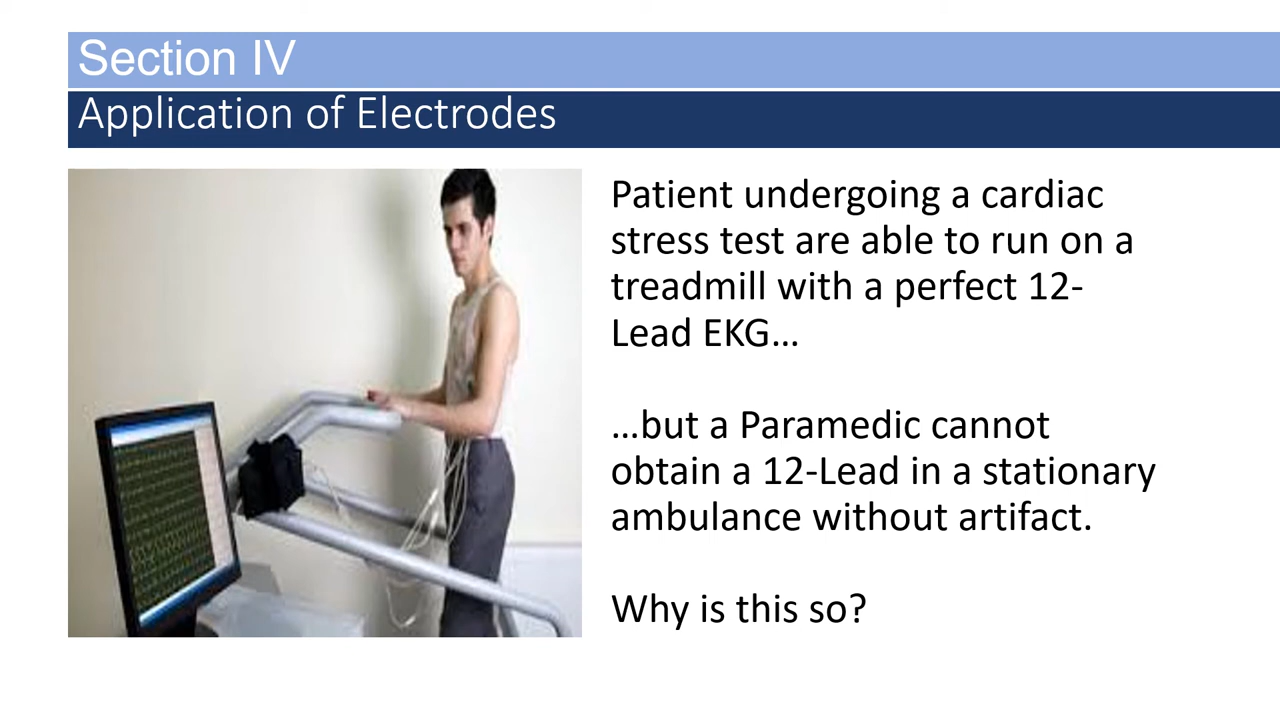 Section IV
Application of Electrodes
Patient undergoing a cardiac
stress test are able to run on a
treadmill with a perfect 12-
Lead EKG...
...but a Paramedic cannot
obtain a 12-Lead in a stationary
ambulance without artifact.
Why is this so?